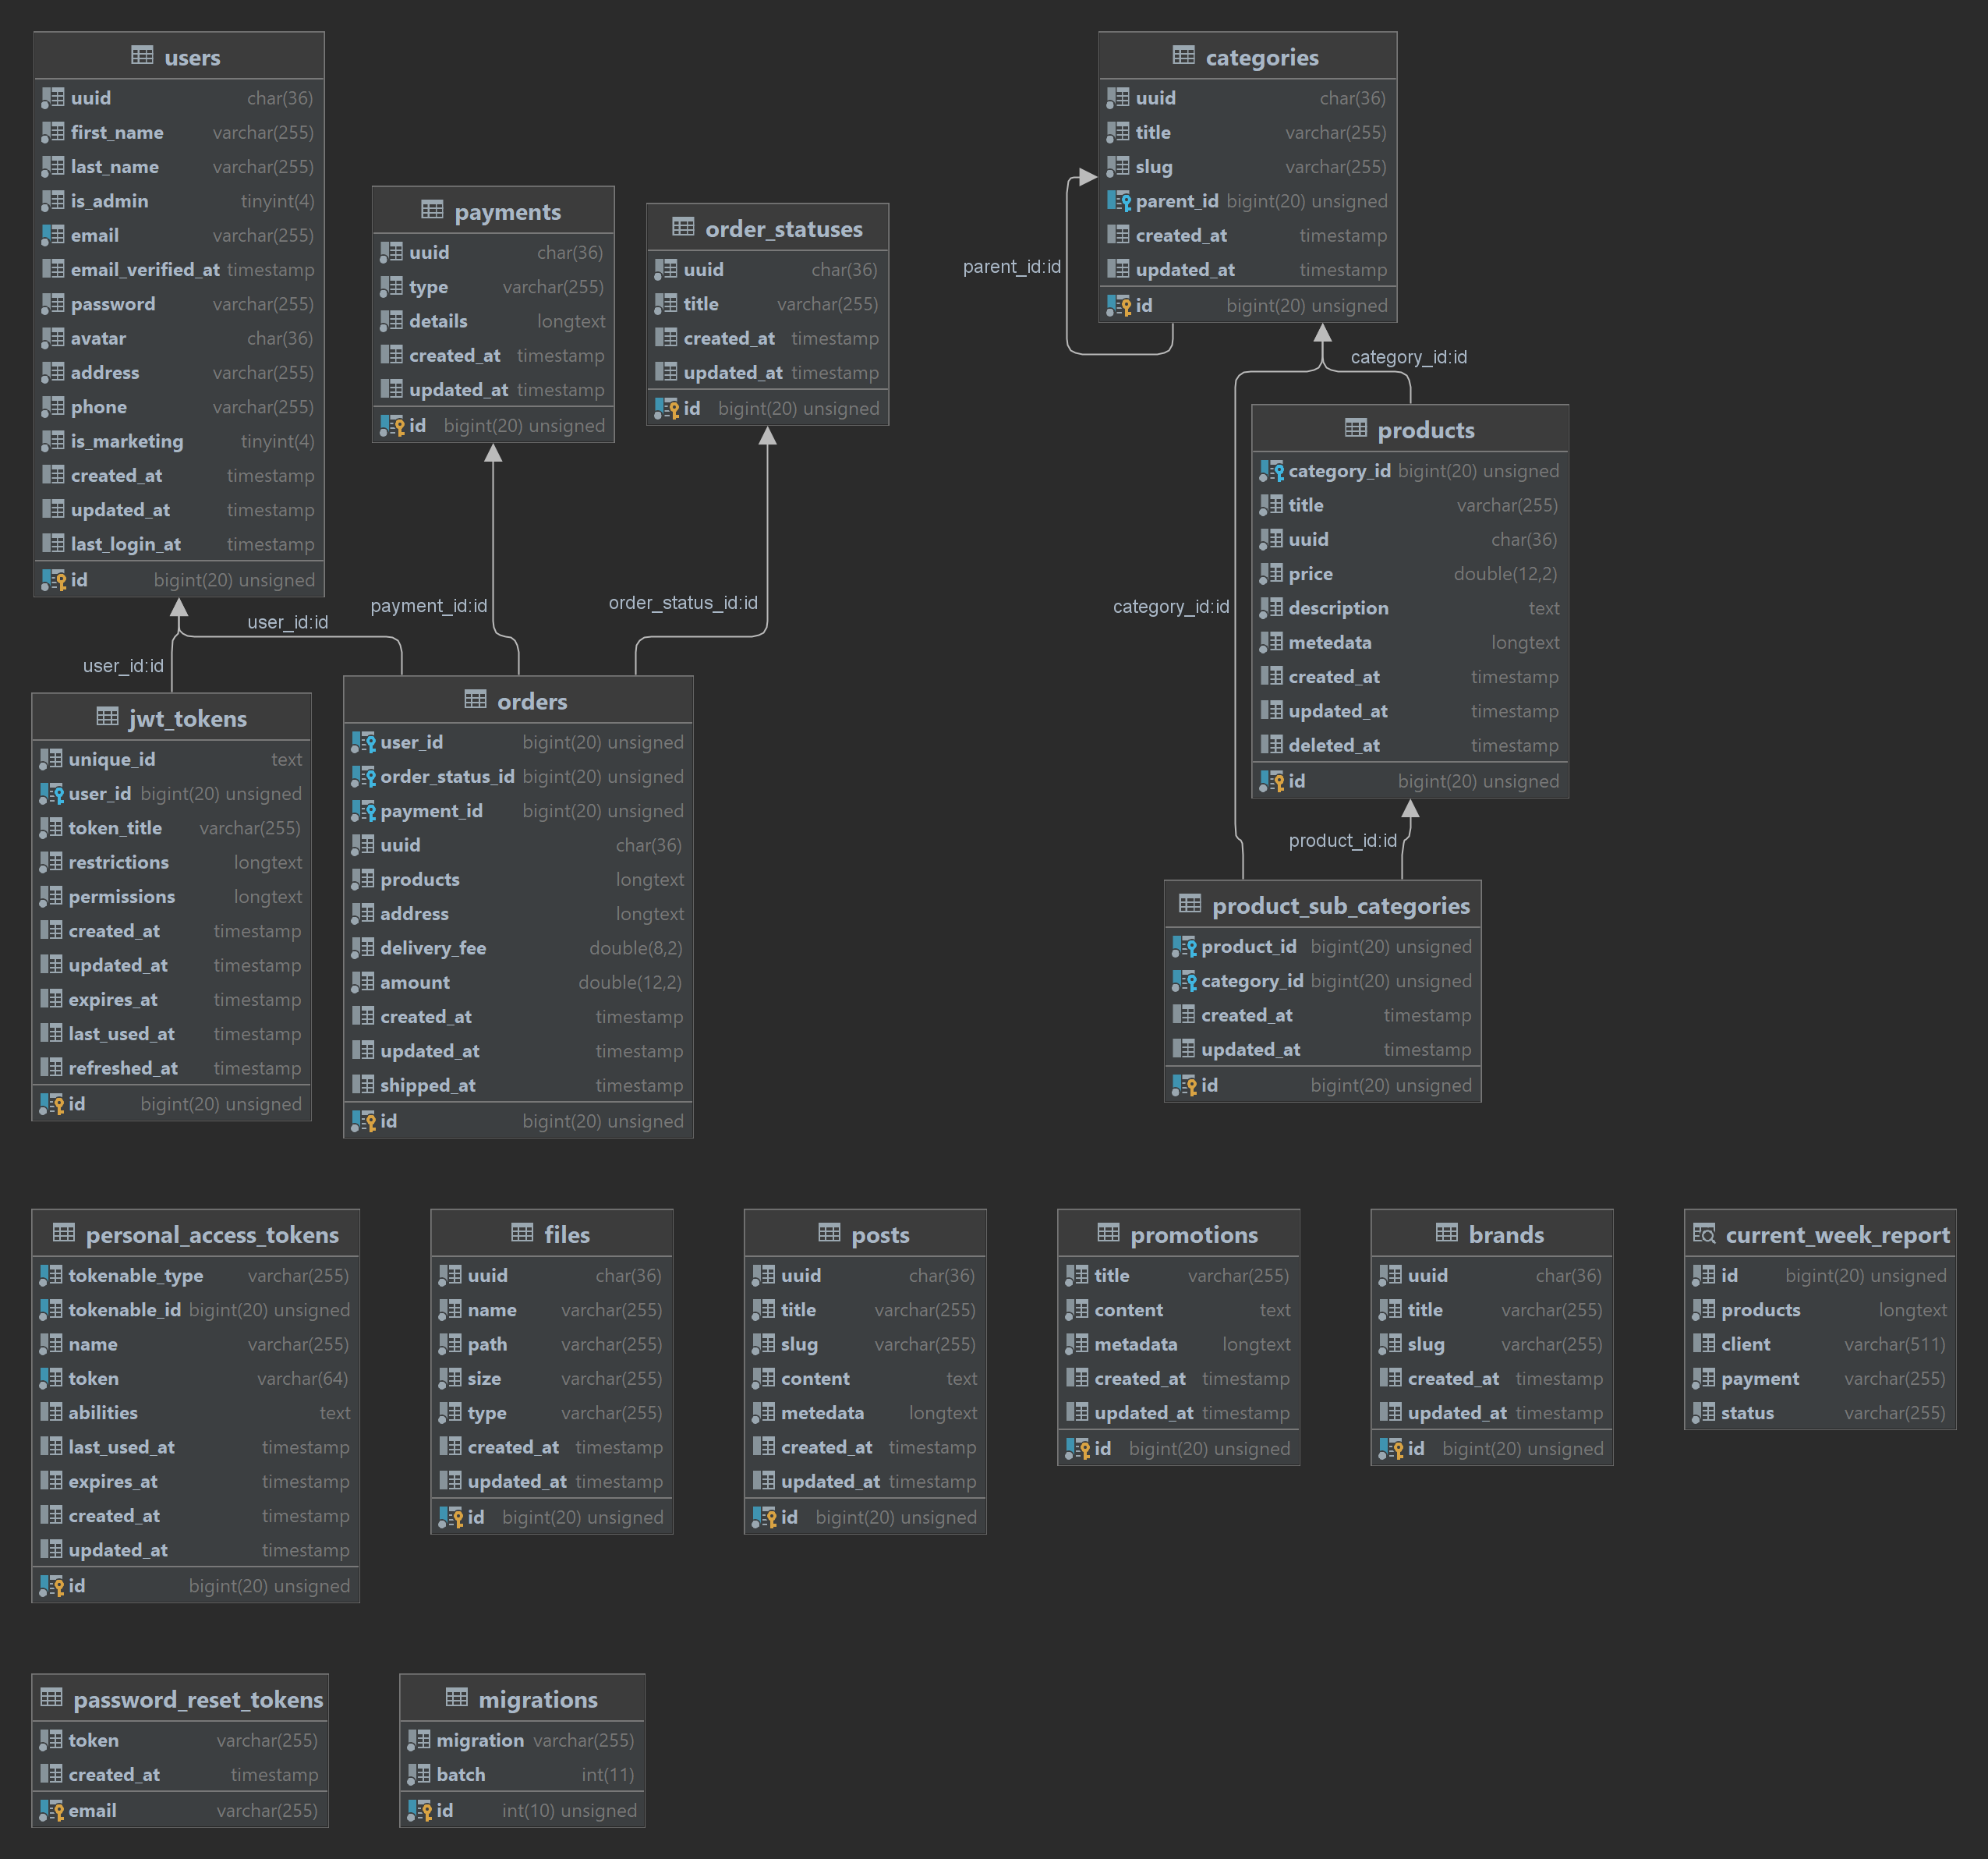 users
uuid char(36)
first_name varchar(255)
last_name varchar(255)
is_admin tinyint(4)
email varchar(255)
email_verified_at timestamp
password varchar(255)
avatar char(36)
address varchar(255)
phone varchar(255)
is_marketing tinyint(4)
created_at timestamp
updated_at timestamp
last_login_at timestamp
id bigint(20) unsigned
payments
uuid char(36)
type varchar(255)
details longtext
created_at timestamp
updated_at timestamp
id bigint(20) unsigned
order_statuses
uuid char(36)
title varchar(255)
created_at timestamp
updated_at timestamp
id bigint(20) unsigned
categories
uuid char(36)
title varchar(255)
slug varchar(255)
parent_id bigint(20) unsigned
created_at timestamp
updated_at timestamp
id bigint(20) unsigned
parent_id:id
category_id:id
products
category_id bigint(20) unsigned
title varchar(255)
uuid char(36)
price double(12,2)
description text
metedata longtext
created_at timestamp
updated_at timestamp
deleted_at timestamp
id bigint(20) unsigned
user_id:id
payment_id:id
order_status_id:id
category_id:id
user_id:id
product_id:id
jwt_tokens
unique_id text
user_id bigint(20) unsigned
token_title varchar(255)
restrictions longtext
permissions longtext
created_at timestamp
updated_at timestamp
expires_at timestamp
last_used_at timestamp
refreshed_at timestamp
id bigint(20) unsigned
orders
user_id bigint(20) unsigned
order_status_id bigint(20) unsigned
payment_id bigint(20) unsigned
uuid char(36)
products longtext
address longtext
delivery_fee double(8,2)
amount double(12,2)
created_at timestamp
updated_at timestamp
shipped_at timestamp
id bigint(20) unsigned
product_sub_categories
product_id bigint(20) unsigned
category_id bigint(20) unsigned
created_at timestamp
updated_at timestamp
id bigint(20) unsigned
personal_access_tokens
tokenable_type varchar(255)
tokenable_id bigint(20) unsigned
name varchar(255)
token varchar(64)
abilities text
last_used_at timestamp
expires_at timestamp
created_at timestamp
updated_at timestamp
id bigint(20) unsigned
files
uuid char(36)
name varchar(255)
path varchar(255)
size varchar(255)
type varchar(255)
created_at timestamp
updated_at timestamp
id bigint(20) unsigned
posts
uuid char(36)
title varchar(255)
slug varchar(255)
content text
metedata longtext
created_at timestamp
updated_at timestamp
id bigint(20) unsigned
promotions
title varchar(255)
content text
metadata longtext
created_at timestamp
updated_at timestamp
id bigint(20) unsigned
brands
uuid char(36)
title varchar(255)
slug varchar(255)
created_at timestamp
updated_at timestamp
id bigint(20) unsigned
current_week_report
id bigint(20) unsigned
products longtext
client varchar(511)
payment varchar(255)
status varchar(255)
password_reset_tokens
token varchar(255)
created_at timestamp
email varchar(255)
migrations
migration varchar(255)
batch int(11)
id int(10) unsigned